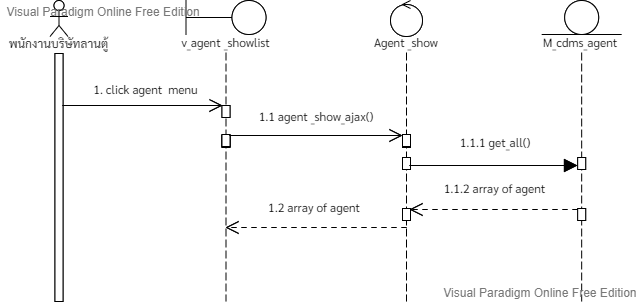 Visual Paradigm Online Free Edition
พนักงานบริษัทลานตู้
v_agent_showlist
Agent_show
M_cdms_agent
1. click agent menu
1.1 agent_show_ajax()
1.1.1 get_all()
1.1.2 array of agent
1.2 array of agent
Visual Paradigm Online Free Edition